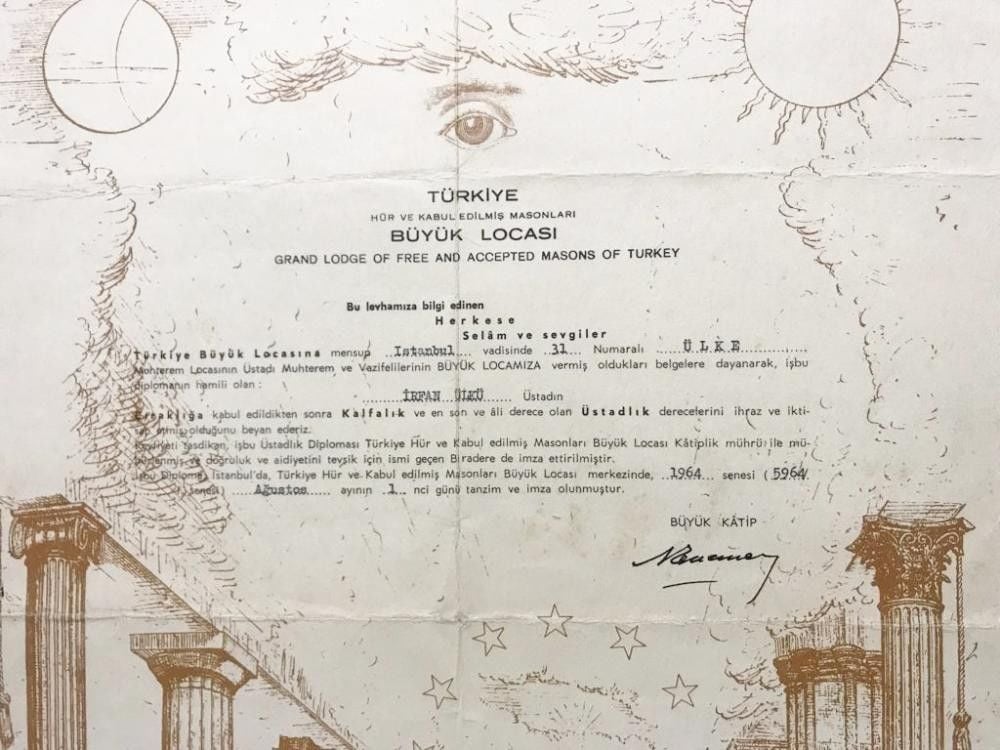 TÜRKİYE
HÜR VE KABUL EDİLMİŞ MASONLARI
BÜYÜK LOCASI
GRAND LODGE OF FREE AND ACCEPTED MASONS OF TURKEY
Bu levhamıza bilgi edinen
Herkese
Selâm ve sevgiler
Türkiye Büyük Locasına mensup ..Istanbul.... vadisinde ..31... Numaralı .....ÜLKE.............
Muhterem Locasının Üstadı Muhterem ve Vazifelilerinin BÜYÜK LOCAMIZA vermiş oldukları belgelere dayanarak, işbu
diplomanın hamili olan :
.........İRFAN ÜLKÜ...... Üstadın
Çıraklığa kabul edildikten sonra Kalfalık ve en son ve âli derece olan Üstadlık derecelerini ihraz ve ikti-
sap etmiş olduğunu beyan ederiz.
tasdikan, işbu Üstadlık Diploması Türkiye Hür ve Kabul edilmiş Masonları Büyük Locası Kâtiplik mührü ile mü-
hürlenmiş ve doğruluk ve aidiyetini tevsik için ismi geçen Biradere de imza ettirilmiştir.
İşbu Diploma, İstanbul'da, Türkiye Hür ve Kabul edilmiş Masonları Büyük Locası merkezinde, ..1964.... senesi ( 5964
senesi ) ....Ağustos..... ayının .1... nci günü tanzim ve imza olunmuştur.
BÜYÜK KÂTİP